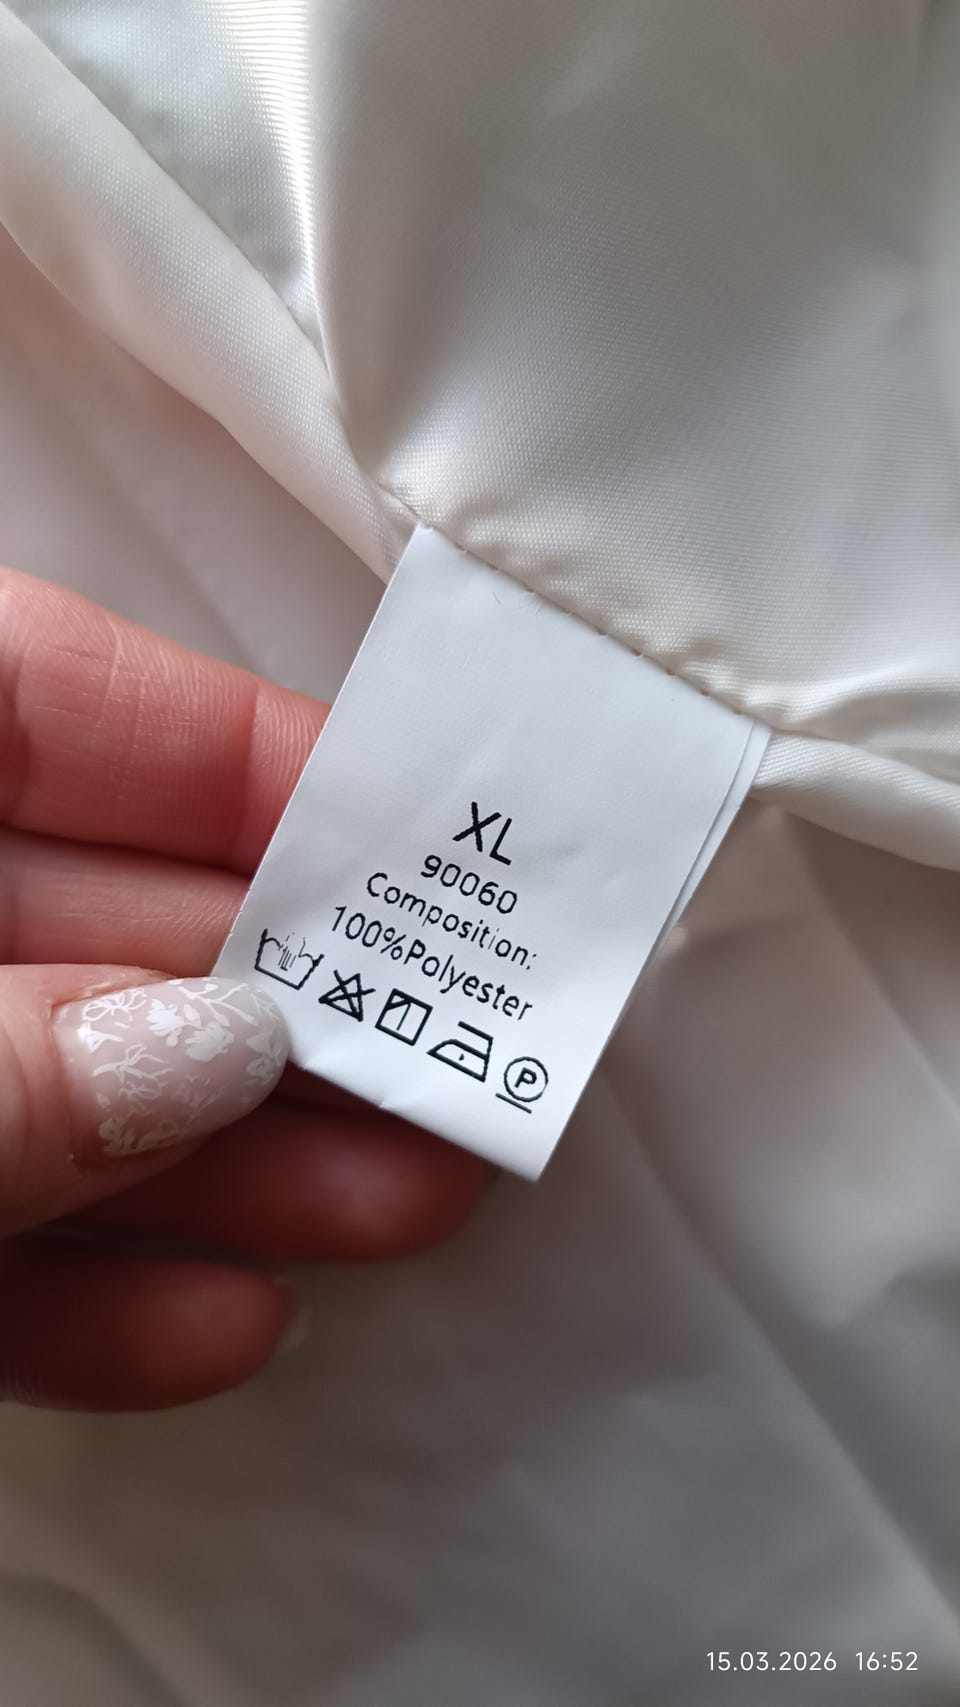 XL
90060
Composition:
100%Polyester
P
15.03.2026 16:52